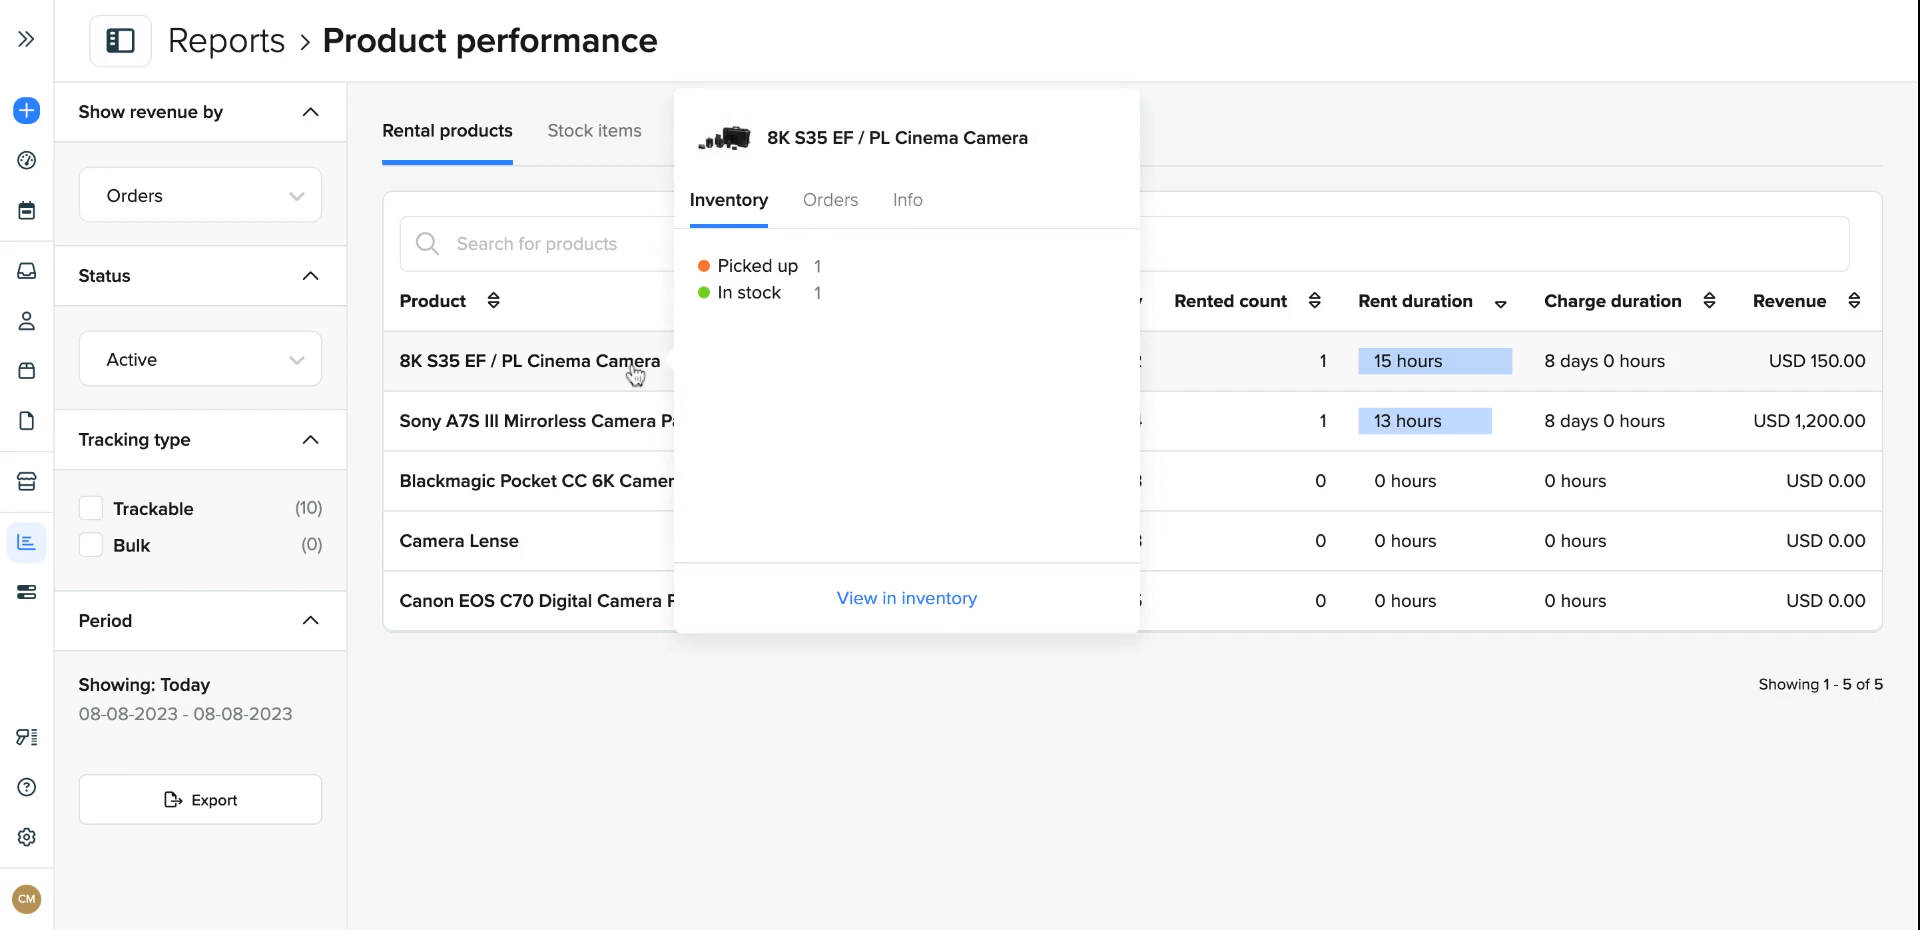 Reports › Product performance
Show revenue by
Orders
Status
Active
Tracking type
Trackable (10)
Bulk (0)
Period
Showing: Today
08-08-2023 - 08-08-2023
Export
CM
Rental products Stock items
Search for products
Product Rented count Rent duration Charge duration Revenue
8K S35 EF / PL Cinema Camera 1 15 hours 8 days 0 hours USD 150.00
Sony A7S III Mirrorless Camera 1 13 hours 8 days 0 hours USD 1,200.00
Blackmagic Pocket CC 6K Camer 0 0 hours 0 hours USD 0.00
Camera Lense 0 0 hours 0 hours USD 0.00
Canon EOS C70 Digital Camera 0 0 hours 0 hours USD 0.00
Showing 1 - 5 of 5
8K S35 EF / PL Cinema Camera
Inventory Orders Info
Picked up 1
In stock 1
View in inventory